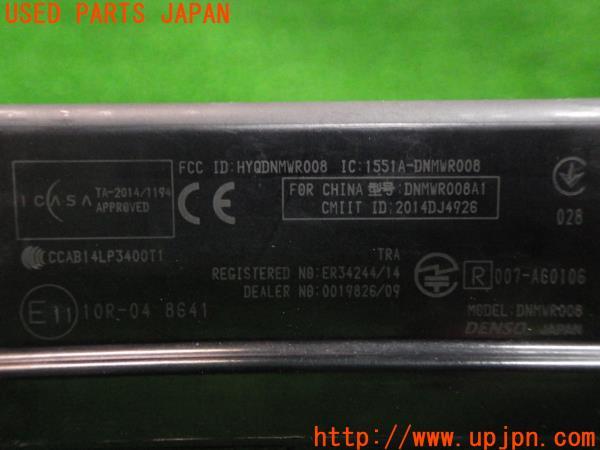 USED PARTS JAPAN
FCC ID:HYQDNMWR008 IC:1551A-DNMWR008
ICASA TA-2014/1194
APPROVED
CE
FOR CHINA 型号:DNMWR008A1
CMIIT ID:2014DJ4926
028
CCAB14LP3400T1
TRA
REGISTERED No:ER34244/14
DEALER No:0019826/09
R 007-A60106
E11 10R-04 8641
MODEL:DNMWR008
DENSO JAPAN
http://www.upjpn.com/